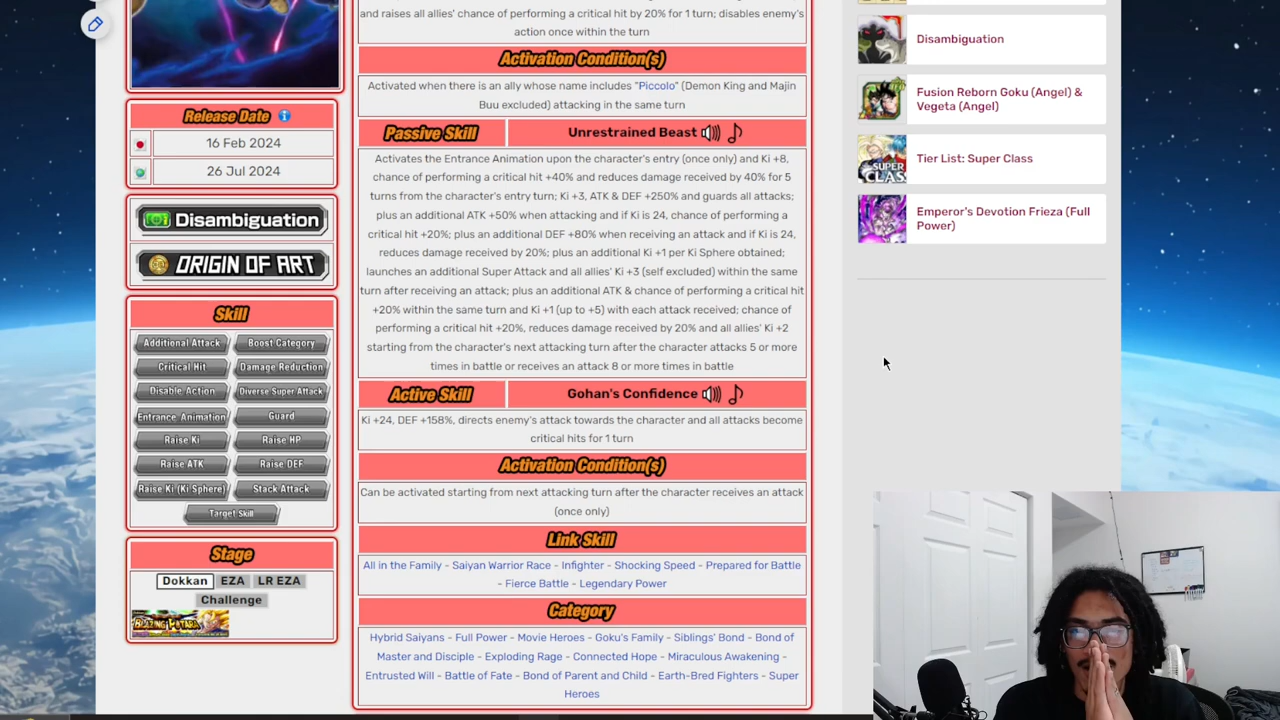 and raises all allies' chance of performing a critical hit by 20% for 1 turn; disables enemy's
action once within the turn
Activation Condition(s)
Activated when there is an ally whose name includes "Piccolo" (Demon King and Majin
Buu excluded) attacking in the same turn
Passive Skill
Unrestrained Beast
Activates the Entrance Animation upon the character's entry (once only) and Ki +8,
chance of performing a critical hit +40% and reduces damage received by 40% for 5
turns from the character's entry turn; Ki +3, ATK & DEF +250% and guards all attacks;
plus an additional ATK +50% when attacking and if Ki is 24, chance of performing a
critical hit +20%; plus an additional DEF +80% when receiving an attack and if Ki is 24,
reduces damage received by 20%; plus an additional Ki +1 per Ki Sphere obtained;
launches an additional Super Attack and all allies' Ki +3 (self excluded) within the same
turn after receiving an attack; plus an additional ATK & chance of performing a critical hit
+20% within the same turn and Ki +1 (up to +5) with each attack received; chance of
performing a critical hit +20%, reduces damage received by 20% and all allies' Ki +2
starting from the character's next attacking turn after the character attacks 5 or more
times in battle or receives an attack 8 or more times in battle
Active Skill
Gohan's Confidence
Ki +24, DEF +158%, directs enemy's attack towards the character and all attacks become
critical hits for 1 turn
Activation Condition(s)
Can be activated starting from next attacking turn after the character receives an attack
(once only)
Link Skill
All in the Family - Saiyan Warrior Race - Infighter - Shocking Speed - Prepared for Battle
- Fierce Battle - Legendary Power
Category
Hybrid Saiyans - Full Power - Movie Heroes - Goku's Family - Siblings' Bond - Bond of
Master and Disciple - Exploding Rage - Connected Hope - Miraculous Awakening -
Entrusted Will - Battle of Fate - Bond of Parent and Child - Earth-Bred Fighters - Super
Heroes
Release Date
16 Feb 2024
26 Jul 2024
Disambiguation
ORIGIN OF ART
Skill
Additional Attack
Boost Category
Critical Hit
Damage Reduction
Disable Action
Diverse Super Attack
Entrance Animation
Guard
Raise Ki
Raise HP
Raise ATK
Raise DEF
Raise Ki (Ki Sphere)
Stack Attack
Target Skill
Stage
Dokkan
EZA
LR EZA
Challenge
Disambiguation
Fusion Reborn Goku (Angel) &
Vegeta (Angel)
SUPER
CLASS
Tier List: Super Class
Emperor's Devotion Frieza (Full
Power)